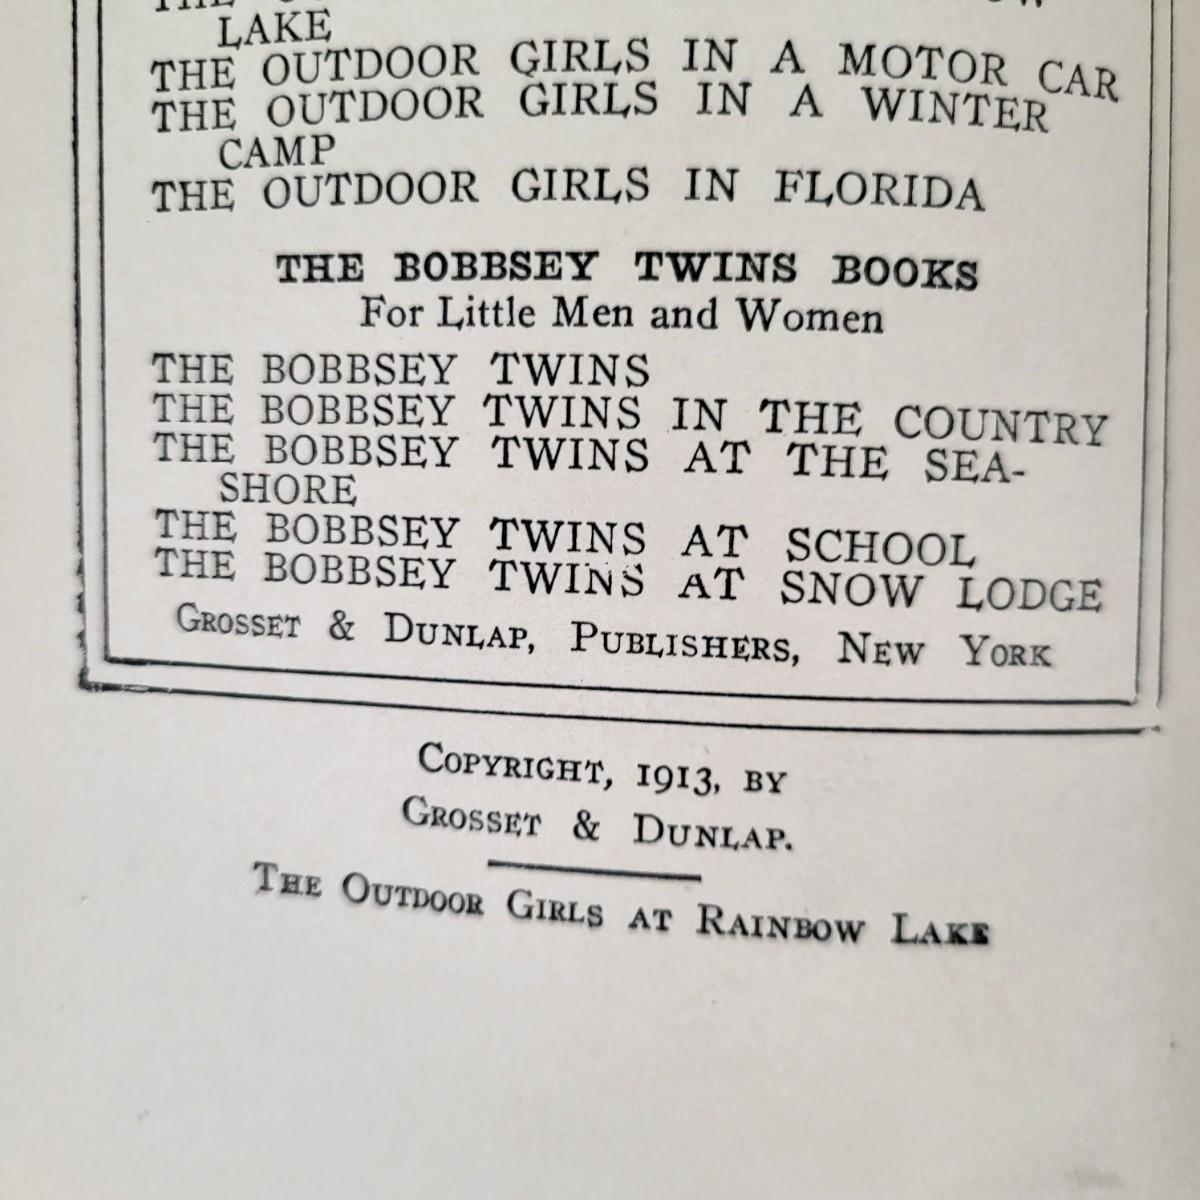 LAKE
THE OUTDOOR GIRLS IN A MOTOR CAR
THE OUTDOOR GIRLS IN A WINTER
CAMP
THE OUTDOOR GIRLS IN FLORIDA
THE BOBBSEY TWINS BOOKS
For Little Men and Women
THE BOBBSEY TWINS
THE BOBBSEY TWINS IN THE COUNTRY
THE BOBBSEY TWINS AT THE SEA-
SHORE
THE BOBBSEY TWINS AT SCHOOL
THE BOBBSEY TWINS AT SNOW LODGE
GROSSET & DUNLAP, PUBLISHERS, NEW YORK
COPYRIGHT, 1913, BY
GROSSET & DUNLAP.
THE OUTDOOR GIRLS AT RAINBOW LAKE